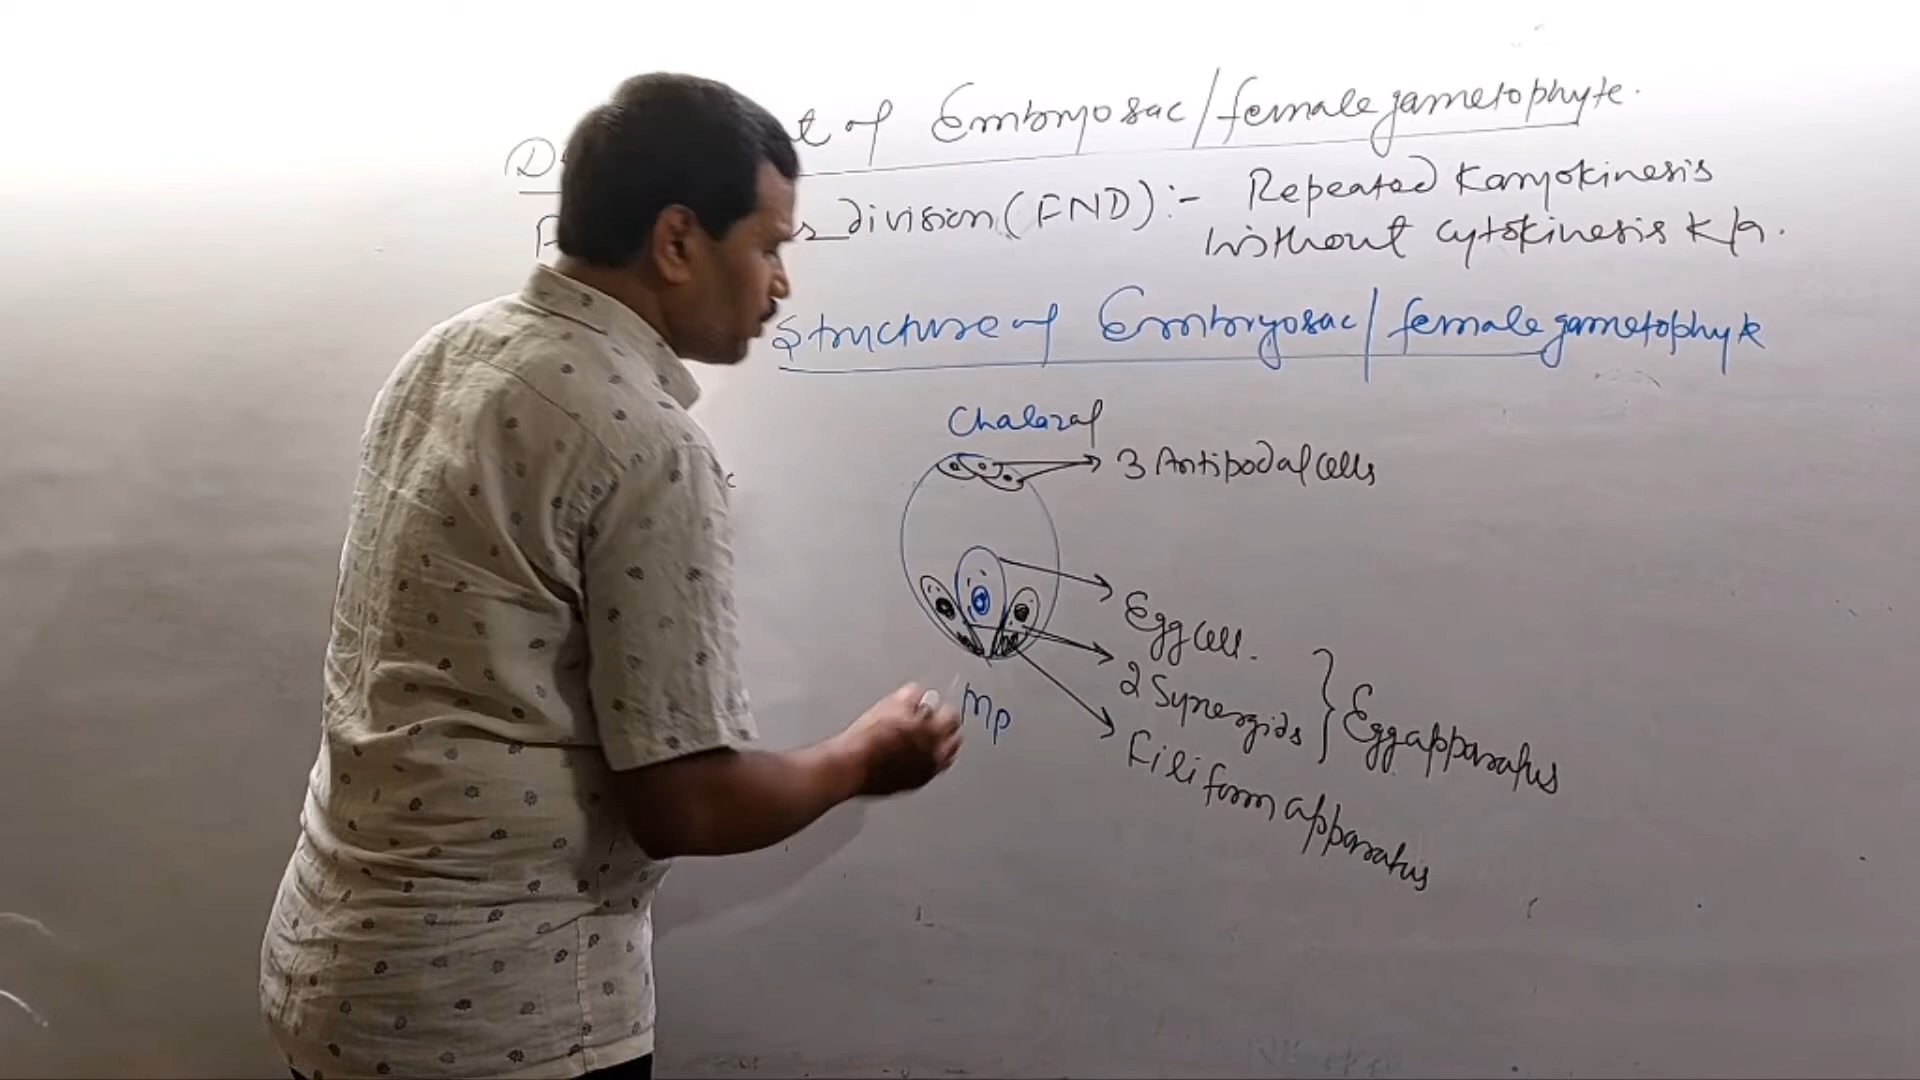 t of Embryosac/female gametophyte.
division (FND) :- Repeated Karyokinesis
without cytokinesis K/a.
Structure of Embryosac/female gametophyte
Chalazal
3 Antipodal cells
Egg cell.
2 Synergids } Egg apparatus
Filiform apparatus
Mp